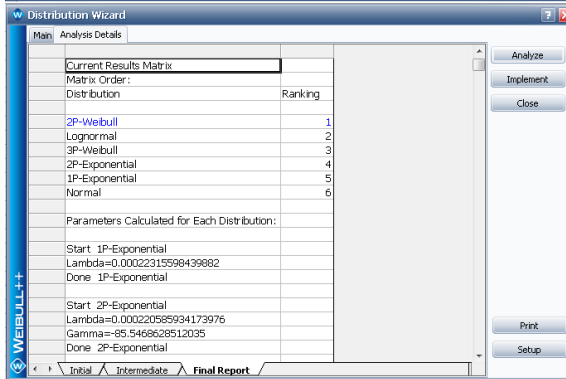 Distribution Wizard
Main Analysis Details
Current Results Matrix
Matrix Order:
Distribution Ranking
2P-Weibull 1
Lognormal 2
3P-Weibull 3
2P-Exponential 4
1P-Exponential 5
Normal 6
Parameters Calculated for Each Distribution:
Start 1P-Exponential
Lambda=0.00022315598439882
Done 1P-Exponential
Start 2P-Exponential
Lambda=0.000220585934173976
Gamma=-85.5468628512035
Done 2P-Exponential
Initial Intermediate Final Report
Analyze
Implement
Close
Print
Setup
WEIBULL++